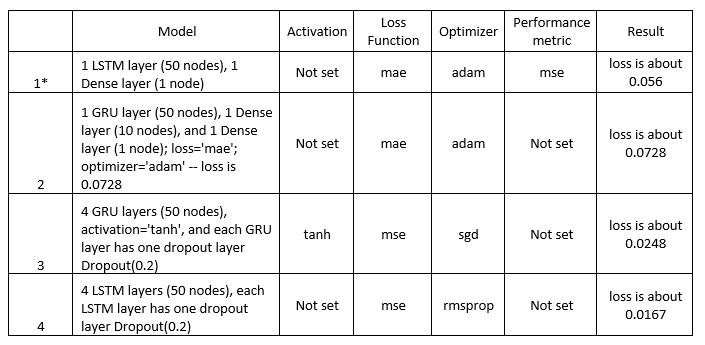 Model Activation Loss Function Optimizer Performance metric Result
1* 1 LSTM layer (50 nodes), 1 Dense layer (1 node) Not set mae adam mse loss is about 0.056
2 1 GRU layer (50 nodes), 1 Dense layer (10 nodes), and 1 Dense layer (1 node); loss='mae'; optimizer='adam' -- loss is 0.0728 Not set mae adam Not set loss is about 0.0728
3 4 GRU layers (50 nodes), activation='tanh', and each GRU layer has one dropout layer Dropout(0.2) tanh mse sgd Not set loss is about 0.0248
4 4 LSTM layers (50 nodes), each LSTM layer has one dropout layer Dropout(0.2) Not set mse rmsprop Not set loss is about 0.0167